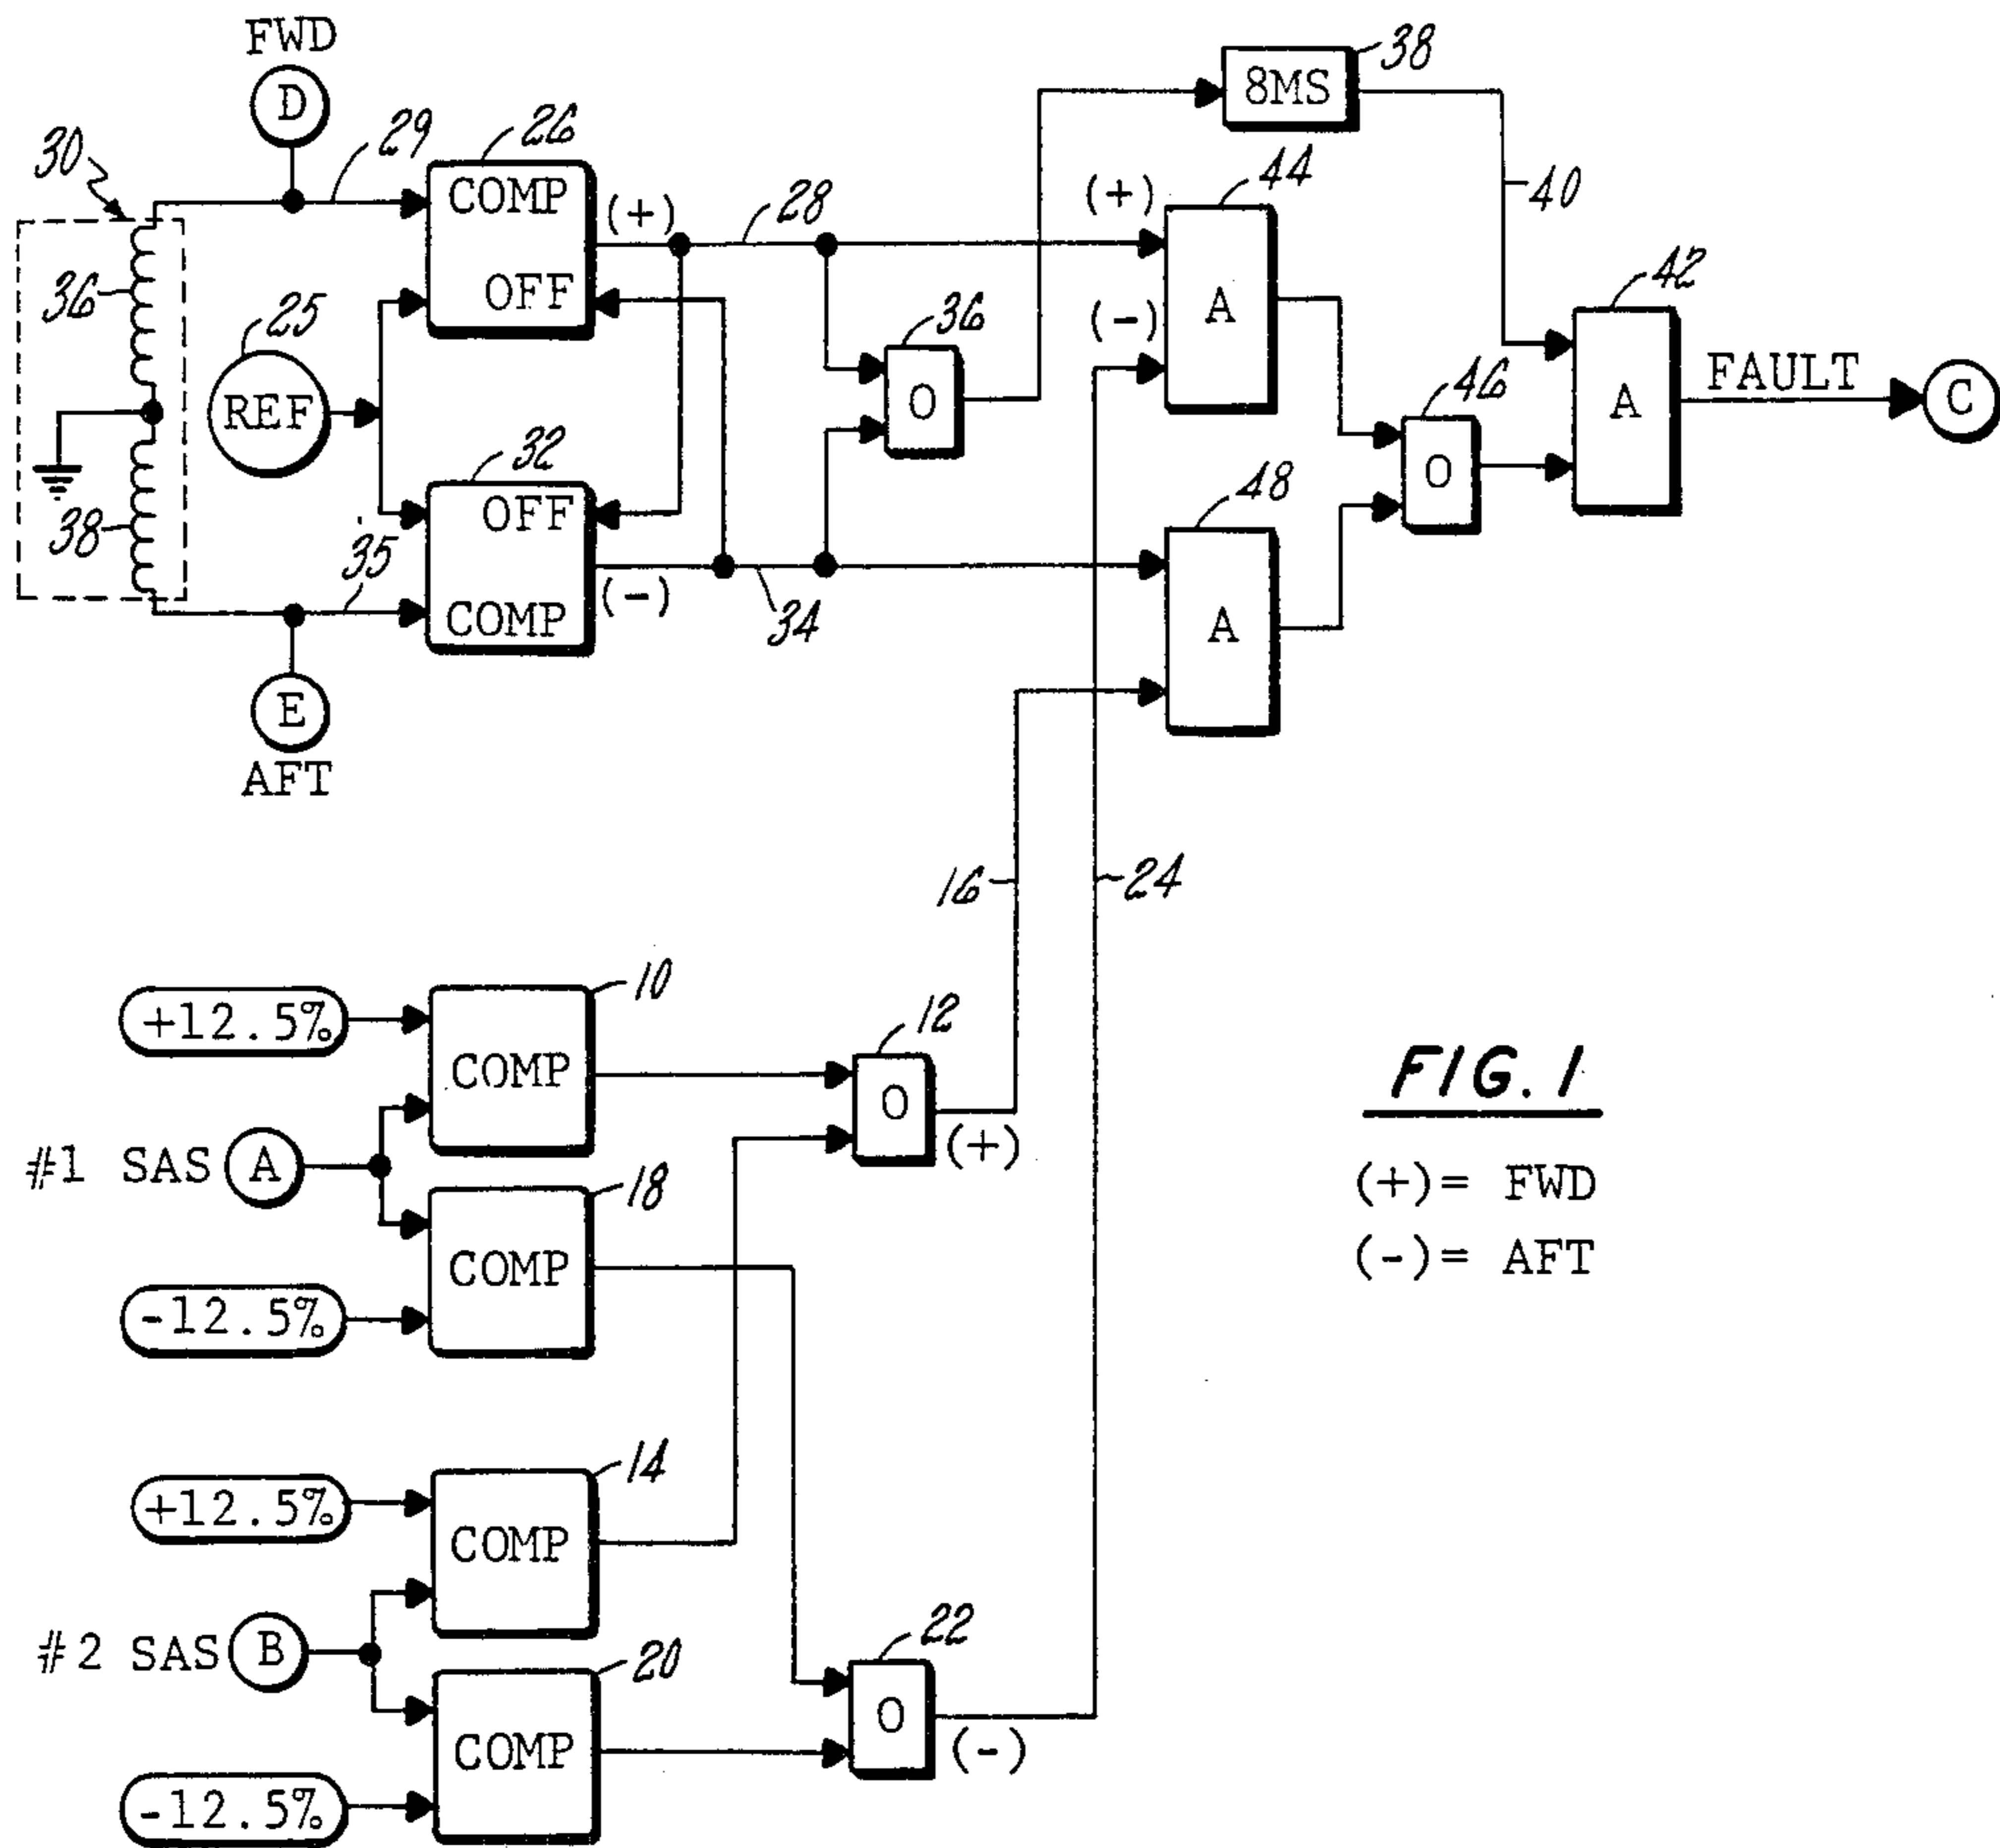 FWD
D
30
29
26
COMP
(+)
OFF
28
38
8MS
(+)
44
40
36
25
REF
36
O
(-)
A
42
A
FAULT
C
46
O
32
OFF
COMP
(-)
38
35
34
48
A
E
AFT
16
24
+12.5%
10
COMP
12
O
(+)
#1 SAS A
18
COMP
-12.5%
FIG. 1
(+)= FWD
(-)= AFT
14
+12.5%
COMP
#2 SAS B
20
COMP
22
O
(-)
-12.5%